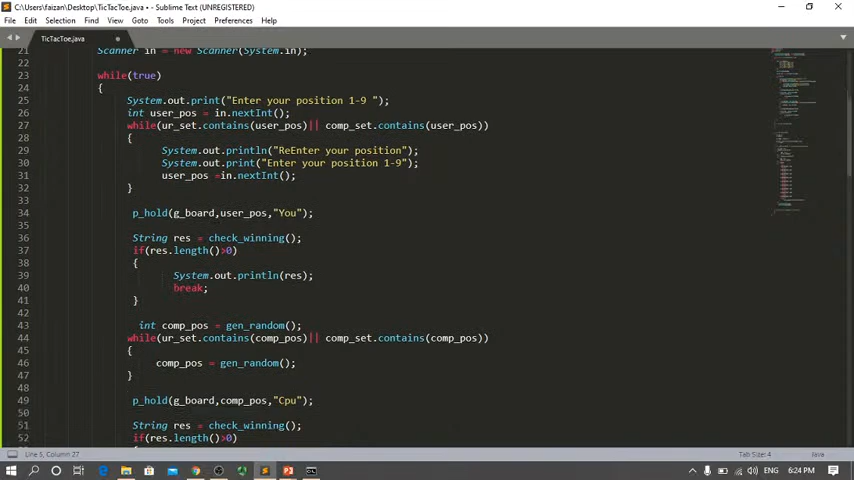 C:\Users\faizan\Desktop\TicTacToe.java • - Sublime Text (UNREGISTERED)
File Edit Selection Find View Goto Tools Project Preferences Help
TicTacToe.java
21 Scanner in = new Scanner(System.in);
22
23 while(true)
24 {
25 System.out.print("Enter your position 1-9 ");
26 int user_pos = in.nextInt();
27 while(ur_set.contains(user_pos)|| comp_set.contains(user_pos))
28 {
29 System.out.println("ReEnter your position");
30 System.out.print("Enter your position 1-9");
31 user_pos =in.nextInt();
32 }
33
34 p_hold(g_board,user_pos,"You");
35
36 String res = check_winning();
37 if(res.length()>0)
38 {
39 System.out.println(res);
40 break;
41 }
42
43 int comp_pos = gen_random();
44 while(ur_set.contains(comp_pos)|| comp_set.contains(comp_pos))
45 {
46 comp_pos = gen_random();
47 }
48
49 p_hold(g_board,comp_pos,"Cpu");
50
51 String res = check_winning();
52 if(res.length()>0)
Line 5, Column 27 Tab Size: 4 Java
ENG 6:24 PM